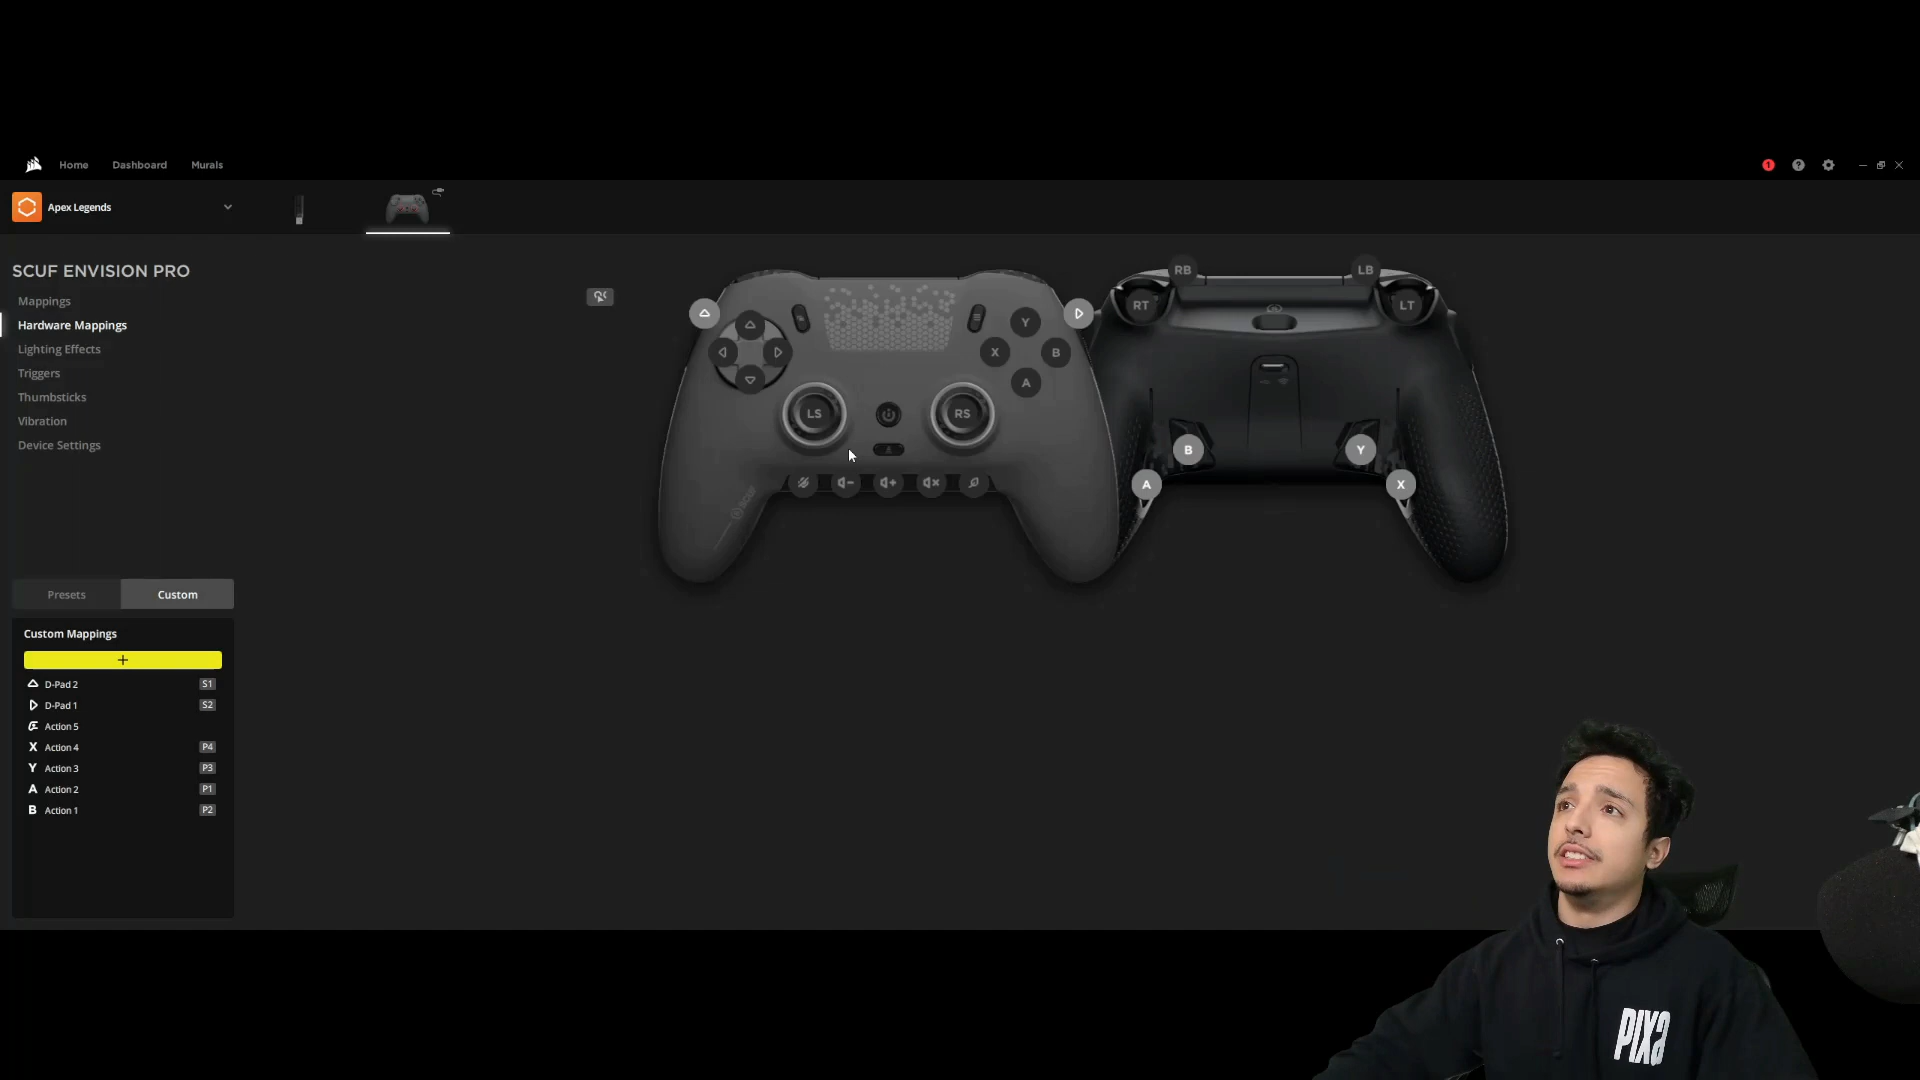 Home Dashboard Murals
1
?
Apex Legends
SCUF ENVISION PRO
Mappings
Hardware Mappings
Lighting Effects
Triggers
Thumbsticks
Vibration
Device Settings
RB LB
RT LT
Y
X B
A
LS RS
B Y
A X
SCUF
Presets Custom
Custom Mappings
+
D-Pad 2 S1
D-Pad 1 S2
Action 5
X Action 4 P4
Y Action 3 P3
A Action 2 P1
B Action 1 P2
PIXA